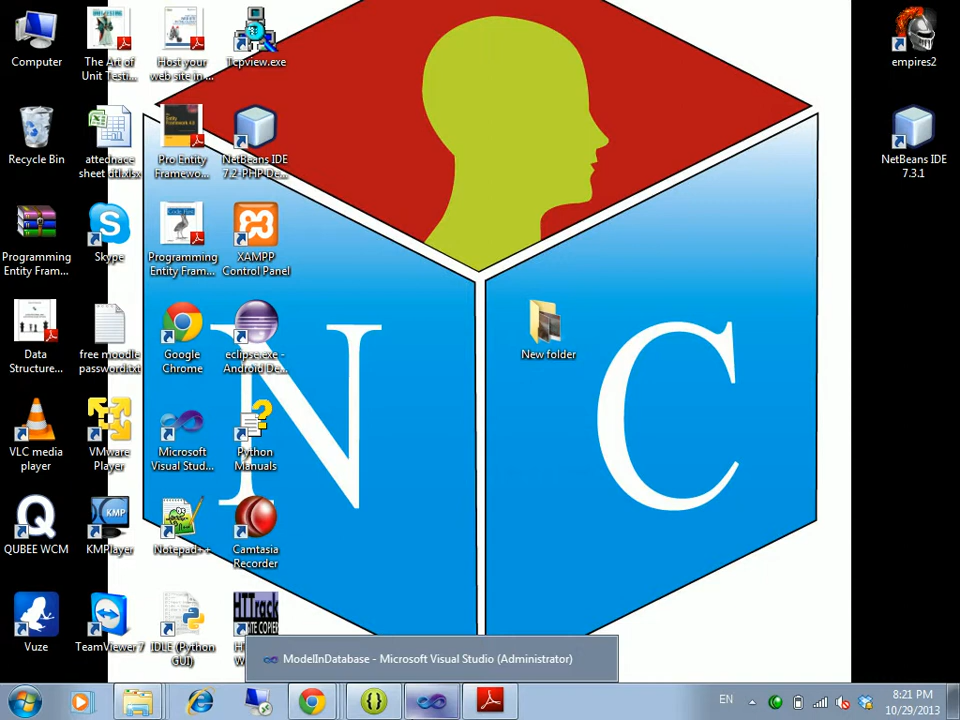 Computer
The Art of
Unit Testi...
Host your
web site in ...
Tcpview.exe
empires2
Recycle Bin
attednace
sheet dtl.xlsx
Pro Entity
Framewo...
NetBeans IDE
7.2-PHP De...
NetBeans IDE
7.3.1
Programming
Entity Fram...
Skype
Programming
Entity Fram...
XAMPP
Control Panel
Data
Structure...
free moodle
password.txt
Google
Chrome
eclipse.exe -
Android De...
New folder
N C
VLC media
player
VMware
Player
Microsoft
Visual Stud...
Python
Manuals
QUBEE WCM
KMP
KMPlayer
Notepad++
Camtasia
Recorder
Vuze
TeamViewer 7
IDLE (Python
GUI)
HTTrack
SITE COPIER
ModelInDatabase - Microsoft Visual Studio (Administrator)
EN
8:21 PM
10/29/2013